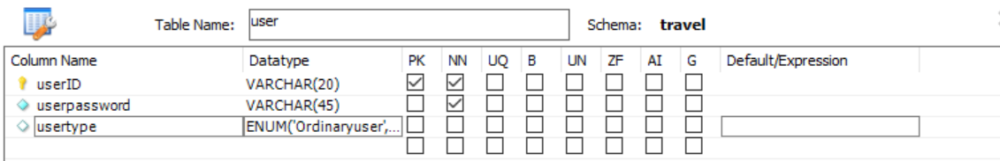 Table Name: user Schema: travel
Column Name Datatype PK NN UQ B UN ZF AI G Default/Expression
userID VARCHAR(20)
userpassword VARCHAR(45)
usertype ENUM('Ordinaryuser',...